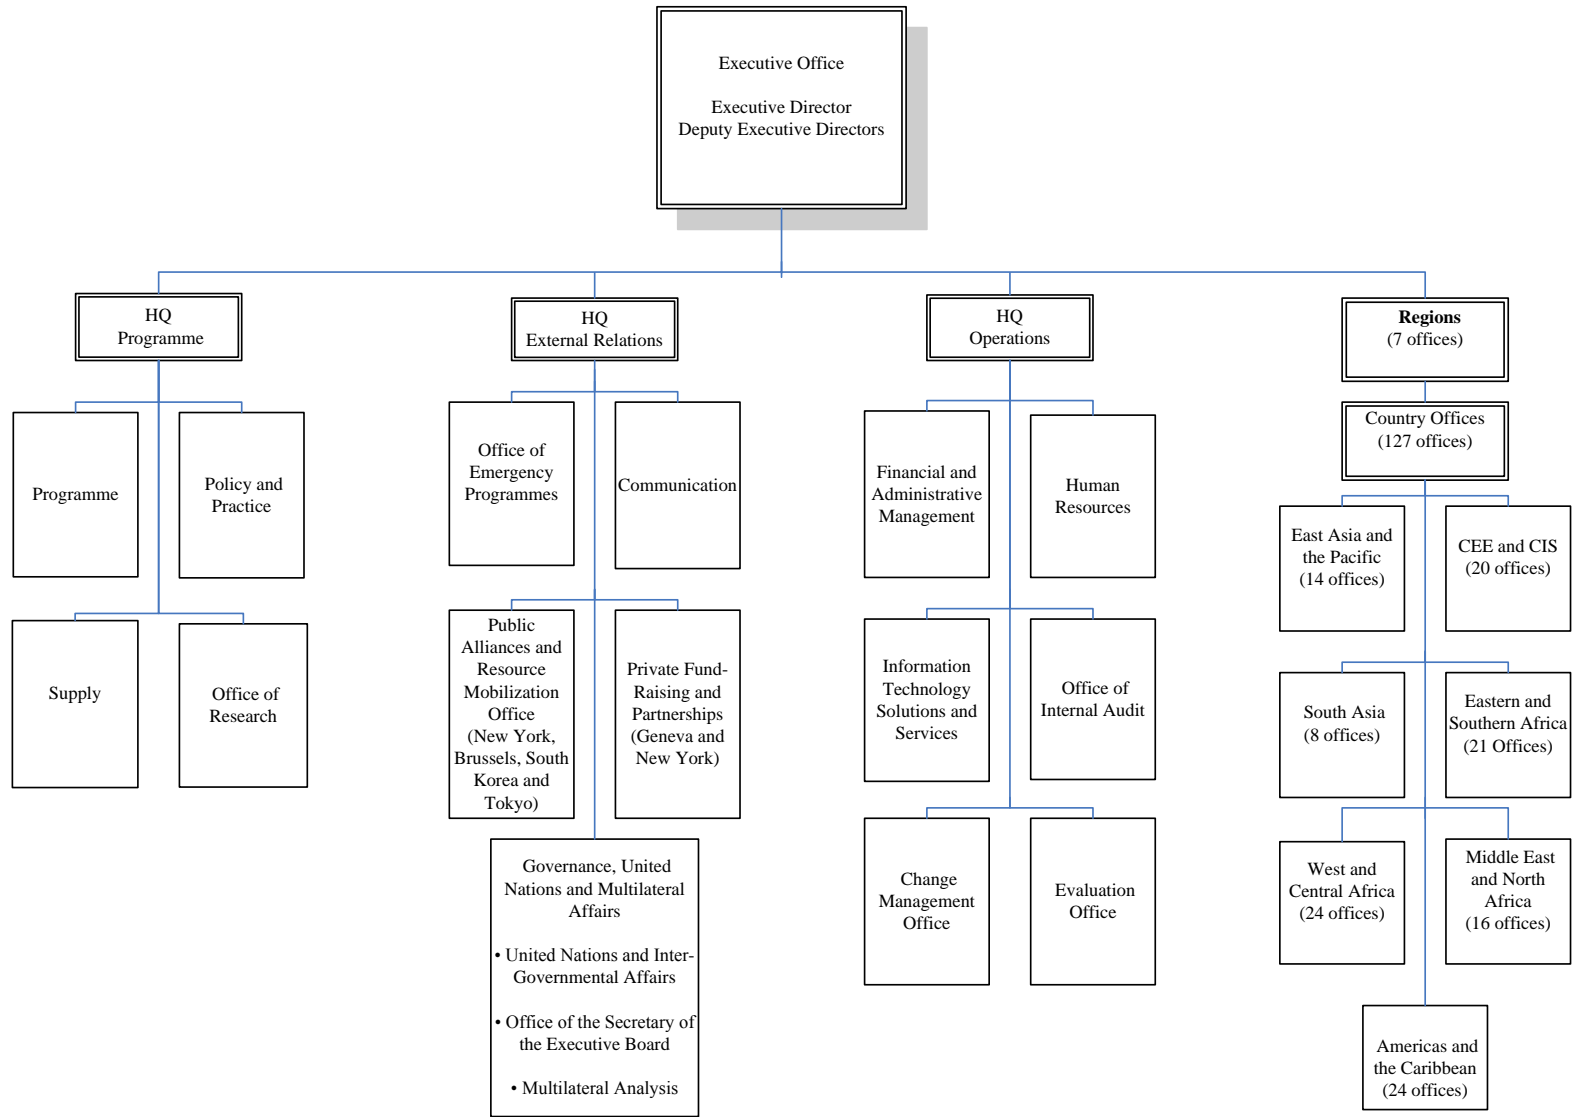 Executive Office
Executive Director
Deputy Executive Directors
HQ
Programme
HQ
External Relations
HQ
Operations
Regions
(7 offices)
Country Offices
(127 offices)
Programme
Policy and
Practice
Supply
Office of
Research
Office of
Emergency
Programmes
Communication
Public
Alliances and
Resource
Mobilization
Office
(New York,
Brussels, South
Korea and
Tokyo)
Private Fund-
Raising and
Partnerships
(Geneva and
New York)
Governance, United
Nations and Multilateral
Affairs
• United Nations and Inter-
Governmental Affairs
• Office of the Secretary of
the Executive Board
• Multilateral Analysis
Financial and
Administrative
Management
Human
Resources
Information
Technology
Solutions and
Services
Office of
Internal Audit
Change
Management
Office
Evaluation
Office
East Asia and
the Pacific
(14 offices)
CEE and CIS
(20 offices)
South Asia
(8 offices)
Eastern and
Southern Africa
(21 Offices)
West and
Central Africa
(24 offices)
Middle East
and North
Africa
(16 offices)
Americas and
the Caribbean
(24 offices)